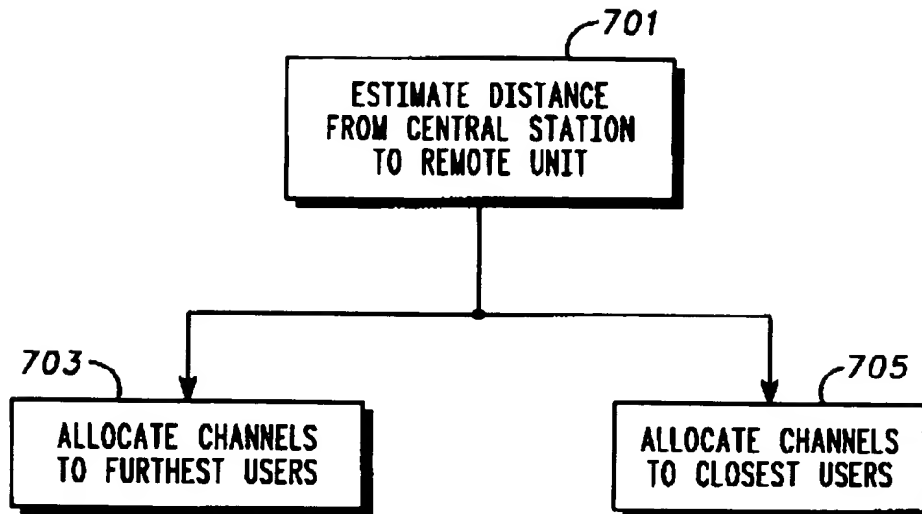 701
ESTIMATE DISTANCE
FROM CENTRAL STATION
TO REMOTE UNIT
703
ALLOCATE CHANNELS
TO FURTHEST USERS
705
ALLOCATE CHANNELS
TO CLOSEST USERS